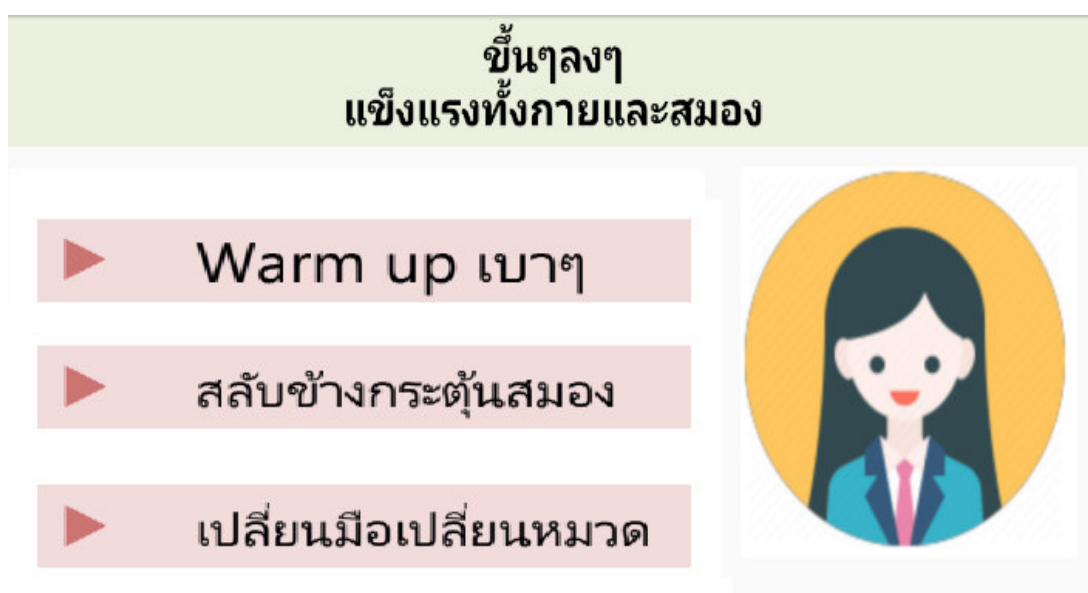 ขึ้นๆลงๆ
แข็งแรงทั้งกายและสมอง
Warm up เบาๆ
สลับข้างกระตุ้นสมอง
เปลี่ยนมือเปลี่ยนหมวด